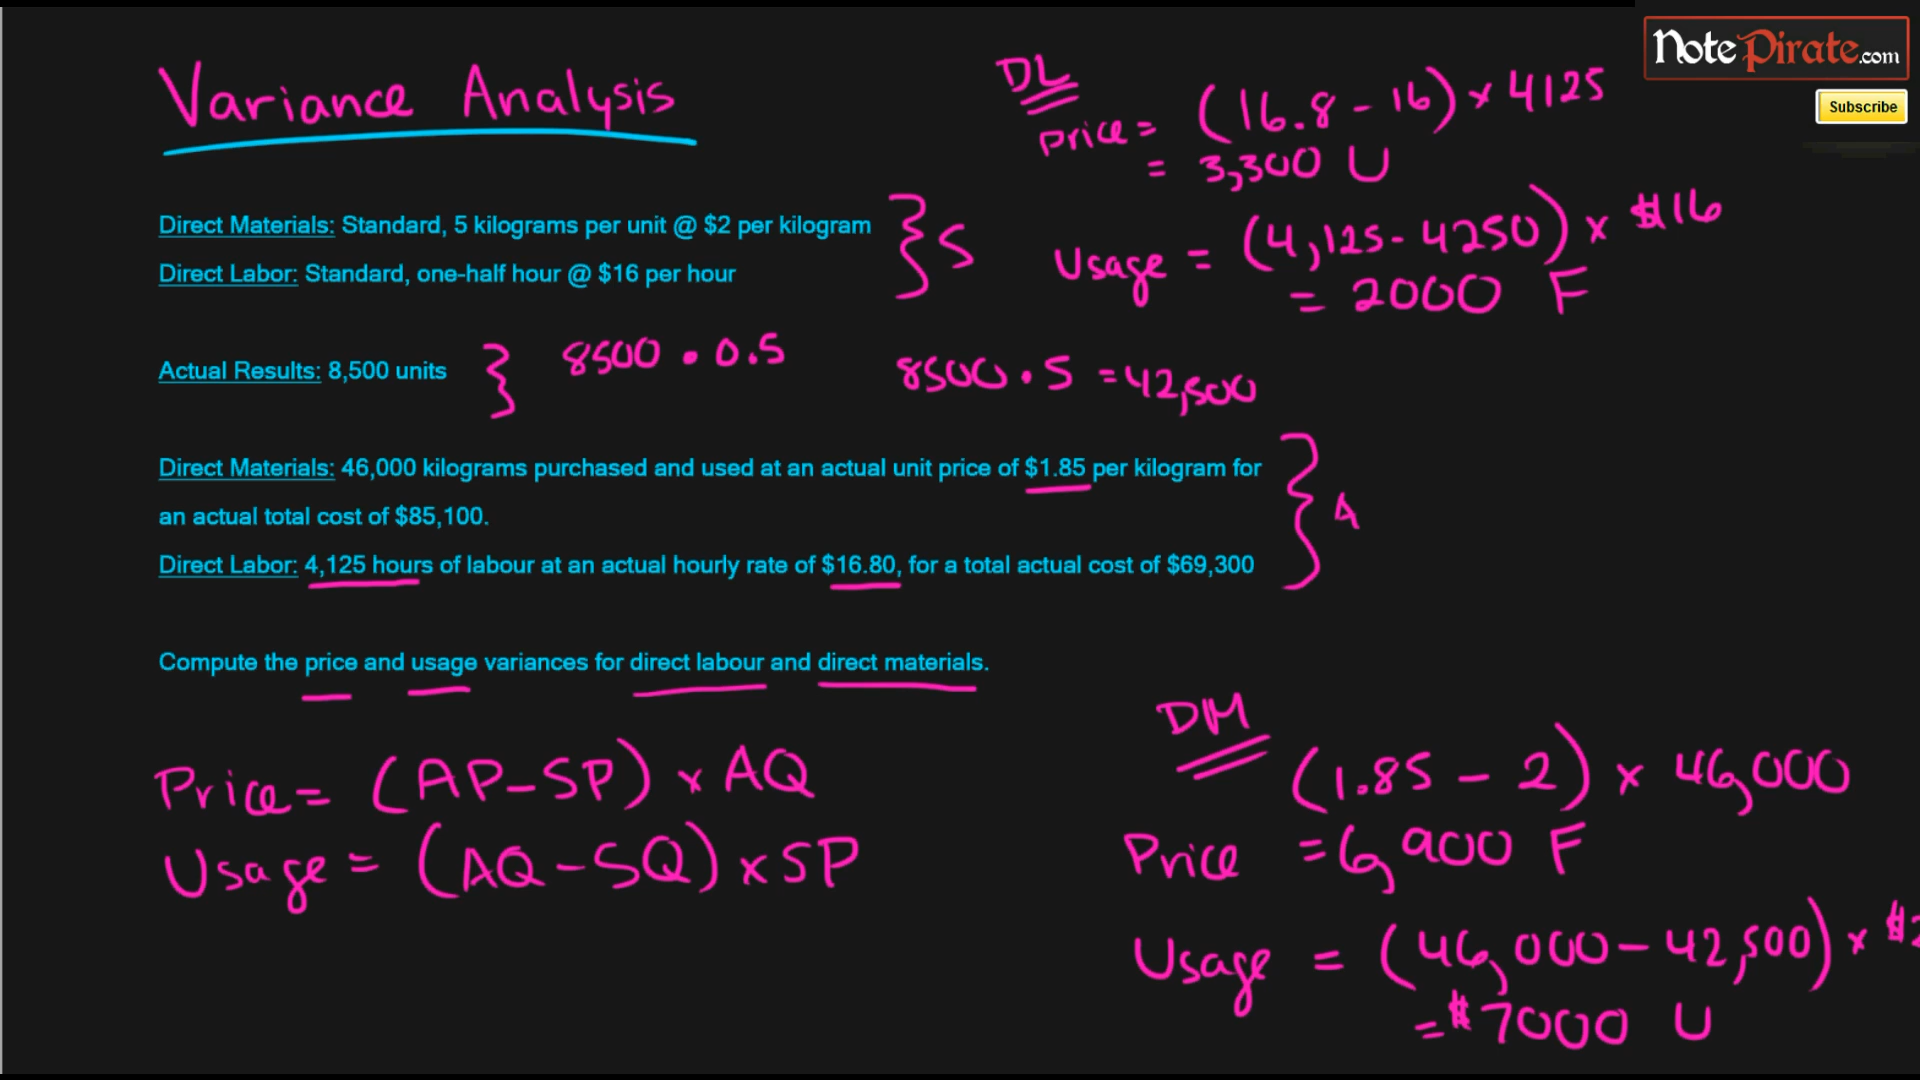 NotePirate.com
Subscribe
Variance Analysis
Direct Materials: Standard, 5 kilograms per unit @ $2 per kilogram
Direct Labor: Standard, one-half hour @ $16 per hour
} S
DL
Price = (16.8 - 16) x 4125
= 3,300 U
Usage = (4,125 - 4250) x $16
= 2000 F
Actual Results: 8,500 units } 8500 • 0.5
8500 • 5 = 42,500
Direct Materials: 46,000 kilograms purchased and used at an actual unit price of $1.85 per kilogram for
an actual total cost of $85,100.
Direct Labor: 4,125 hours of labour at an actual hourly rate of $16.80, for a total actual cost of $69,300
} A
Compute the price and usage variances for direct labour and direct materials.
Price = (AP - SP) x AQ
Usage = (AQ - SQ) x SP
DM
(1.85 - 2) x 46,000
Price = 6,900 F
Usage = (46,000 - 42,500) x $2
= $7000 U